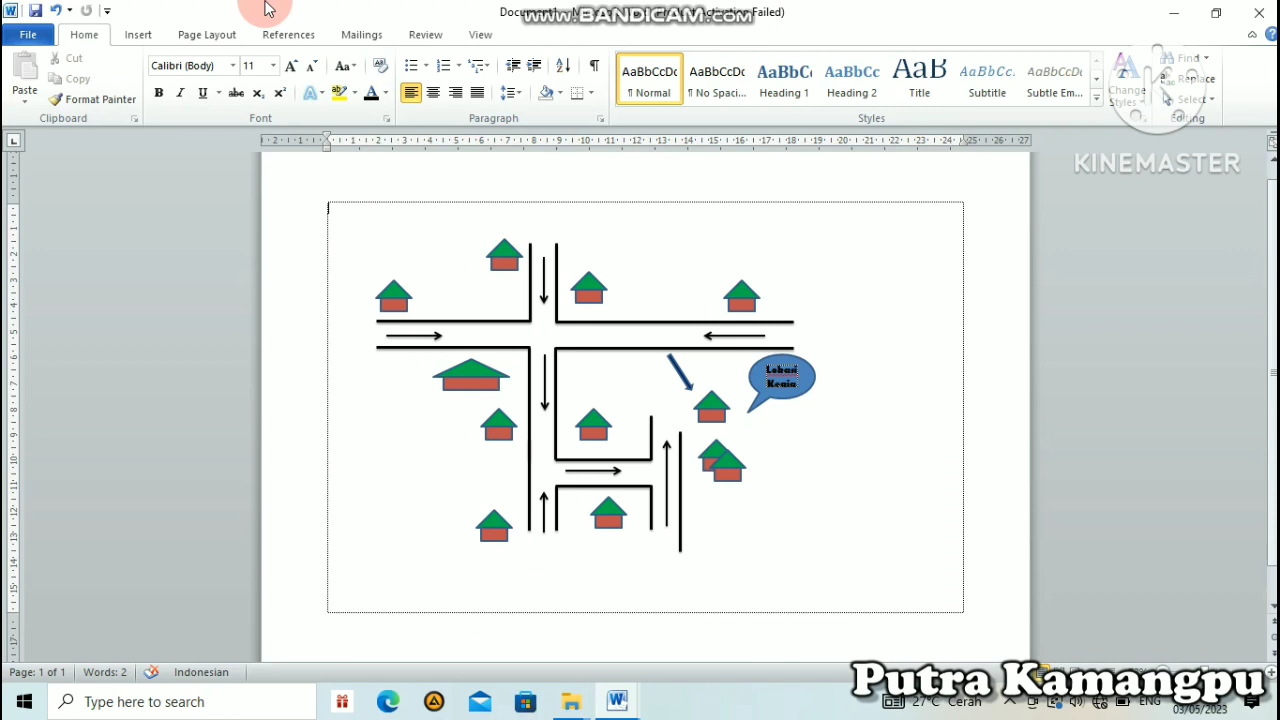 Document1 - Microsoft Word (Product Activation Failed)
www.BANDICAM.com
File Home Insert Page Layout References Mailings Review View
Cut
Copy
Format Painter
Paste
Clipboard
Calibri (Body) 11
Font
Paragraph
AaBbCcDc AaBbCcDc AaBbC AaBbCc AaB AaBbCc. AaBbCcDc
¶ Normal ¶ No Spaci... Heading 1 Heading 2 Title Subtitle Subtle Em...
Change
Styles
Styles
Find
Replace
Select
Editing
KINEMASTER
Page: 1 of 1 Words: 2 Indonesian
Putra Kamangpu
Type here to search
27°C Cerah ENG
03/05/2023